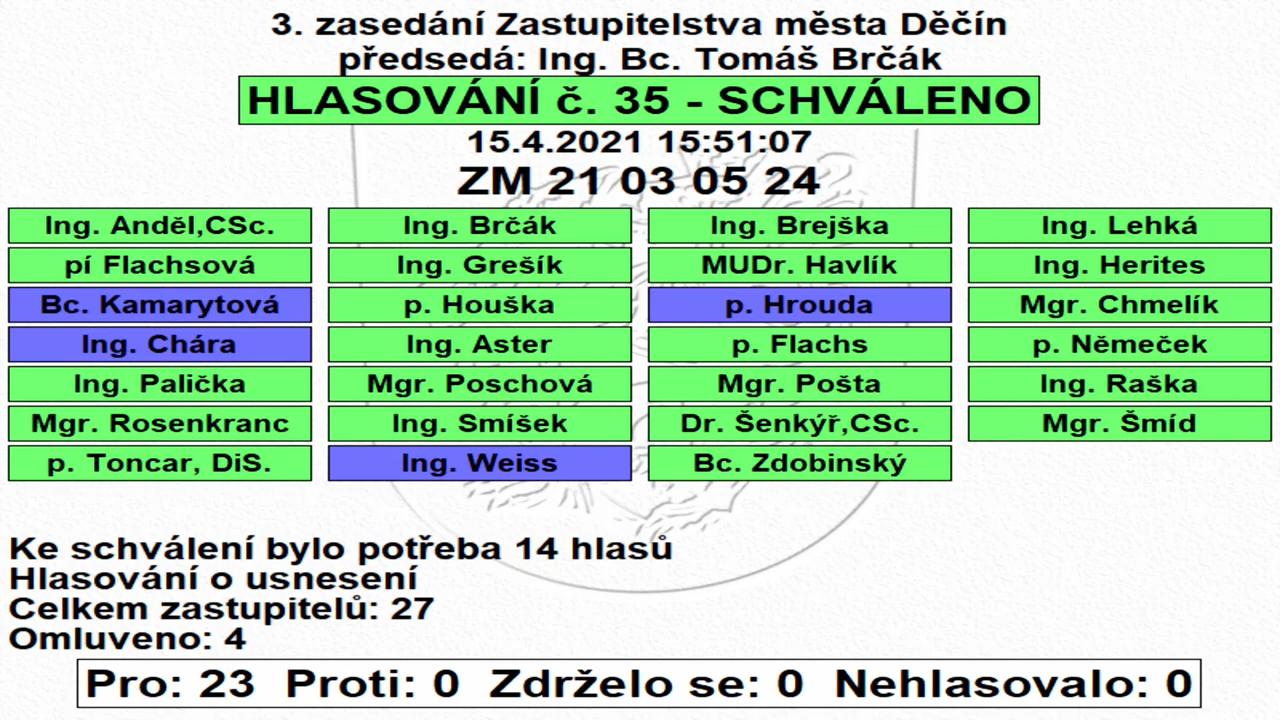 3. zasedání Zastupitelstva města Děčín
předsedá: Ing. Bc. Tomáš Brčák
HLASOVÁNÍ č. 35 - SCHVÁLENO
15.4.2021 15:51:07
ZM 21 03 05 24
Ing. Anděl,CSc. Ing. Brčák Ing. Brejška Ing. Lehká
pí Flachsová Ing. Grešík MUDr. Havlík Ing. Herites
Bc. Kamarytová p. Houška p. Hrouda Mgr. Chmelík
Ing. Chára Ing. Aster p. Flachs p. Němeček
Ing. Palička Mgr. Poschová Mgr. Pošta Ing. Raška
Mgr. Rosenkranc Ing. Smíšek Dr. Šenkýř,CSc. Mgr. Šmíd
p. Toncar, DiS. Ing. Weiss Bc. Zdobinský
Ke schválení bylo potřeba 14 hlasů
Hlasování o usnesení
Celkem zastupitelů: 27
Omluveno: 4
Pro: 23 Proti: 0 Zdrželo se: 0 Nehlasovalo: 0